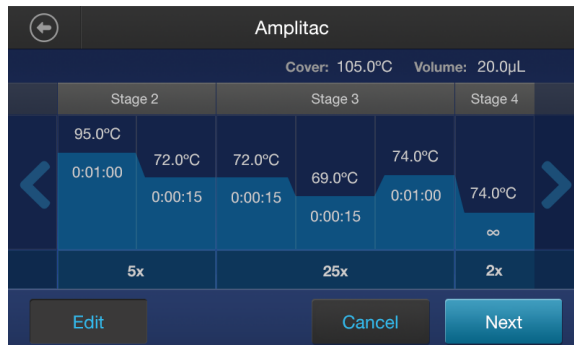 Amplitac
Cover: 105.0ºC Volume: 20.0µL
Stage 2 Stage 3 Stage 4
95.0ºC
0:01:00
72.0ºC
0:00:15
72.0ºC
0:00:15
69.0ºC
0:00:15
74.0ºC
0:01:00
74.0ºC
∞
5x 25x 2x
Edit Cancel Next